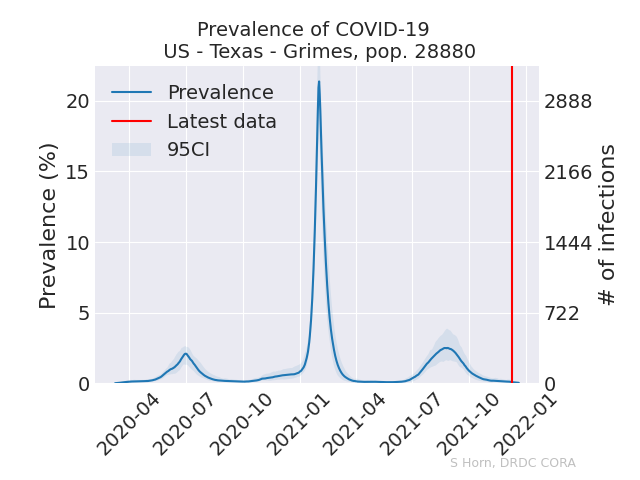 Prevalence of COVID-19
US - Texas - Grimes, pop. 28880
Prevalence
Latest data
95CI
Prevalence (%)
20
15
10
5
0
2888
2166
1444
722
0
# of infections
2020-04
2020-07
2020-10
2021-01
2021-04
2021-07
2021-10
2022-01
S Horn, DRDC CORA